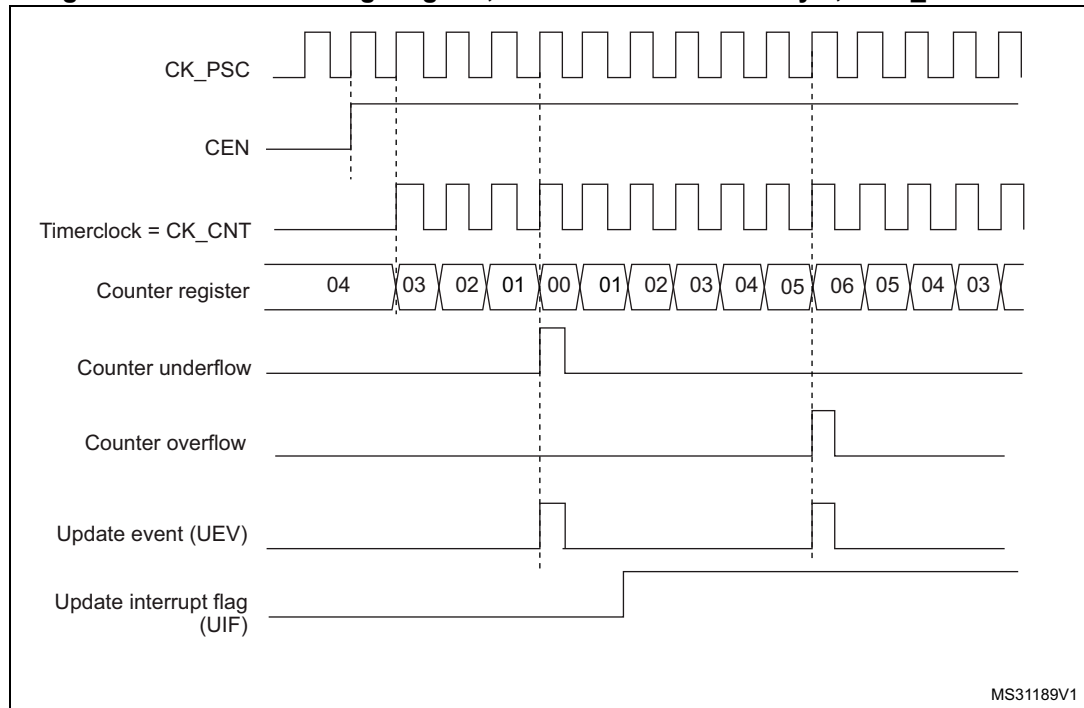 CK_PSC
CEN
Timerclock = CK_CNT
Counter register 04 03 02 01 00 01 02 03 04 05 06 05 04 03
Counter underflow
Counter overflow
Update event (UEV)
Update interrupt flag
(UIF)
MS31189V1